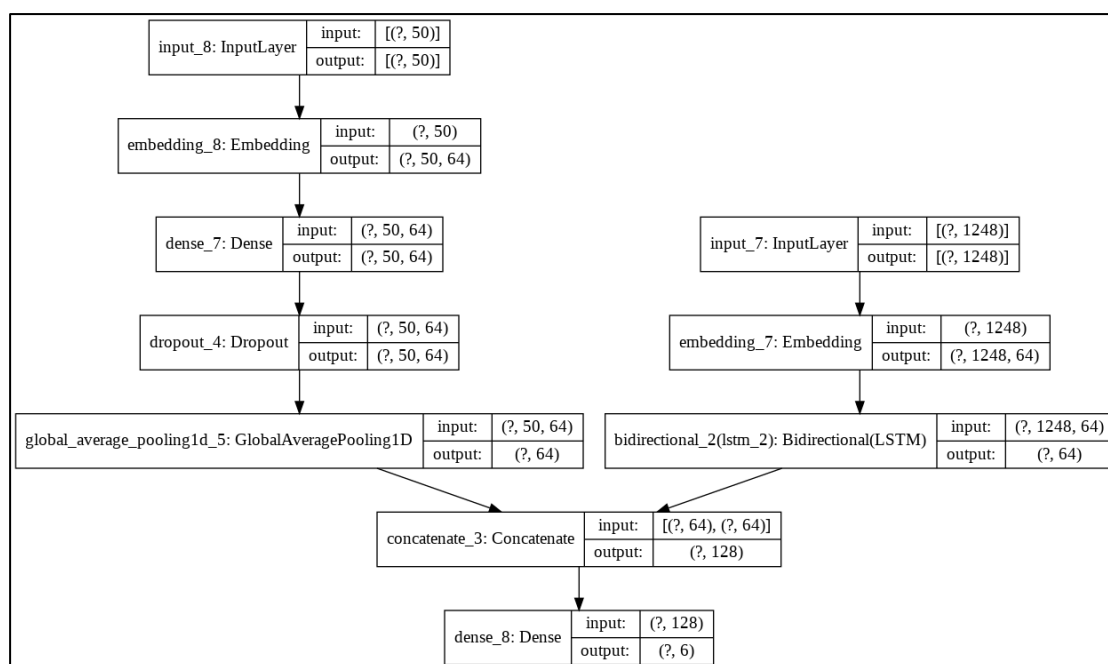 input_8: InputLayer
input: [(?, 50)]
output: [(?, 50)]
embedding_8: Embedding
input: (?, 50)
output: (?, 50, 64)
dense_7: Dense
input: (?, 50, 64)
output: (?, 50, 64)
input_7: InputLayer
input: [(?, 1248)]
output: [(?, 1248)]
dropout_4: Dropout
input: (?, 50, 64)
output: (?, 50, 64)
embedding_7: Embedding
input: (?, 1248)
output: (?, 1248, 64)
global_average_pooling1d_5: GlobalAveragePooling1D
input: (?, 50, 64)
output: (?, 64)
bidirectional_2(lstm_2): Bidirectional(LSTM)
input: (?, 1248, 64)
output: (?, 64)
concatenate_3: Concatenate
input: [(?, 64), (?, 64)]
output: (?, 128)
dense_8: Dense
input: (?, 128)
output: (?, 6)